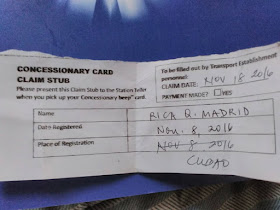 CONCESSIONARY CARD
CLAIM STUB
Please present this Claim Stub to the Station Teller
when you pick up your Concessionary beep™ card.
To be filled out by Transport Establishment
personnel:
CLAIM DATE: NOV 18 2016
PAYMENT MADE? YES
Name RICA Q. MADRID
Date Registered Nov. 8, 2016
Place of Registration Nov 8 2016
CUBAO